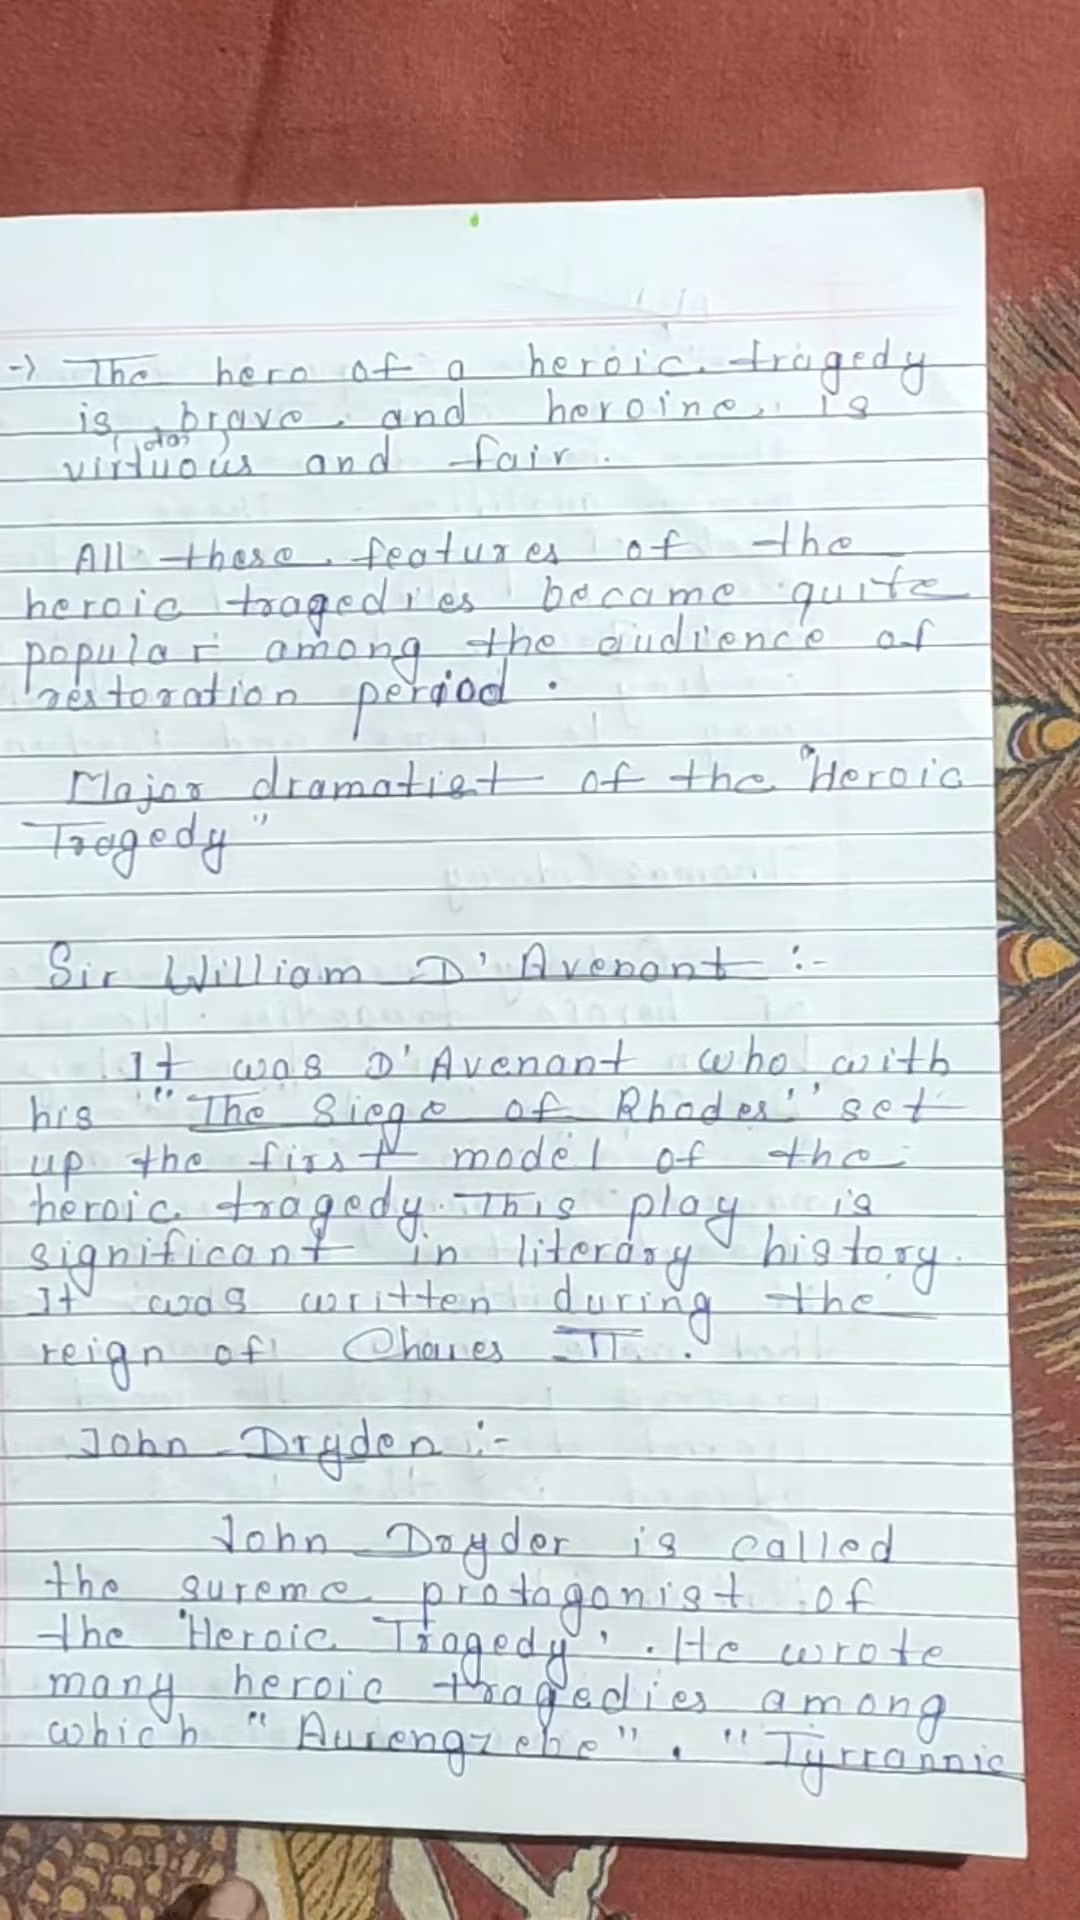 -> The hero of a heroic tragedy
is brave and heroine is
virtuous and fair.
All these features of the
heroic tragedies became quite
popular among the audience of
restoration period.
Major dramatist of the "Heroic
Tragedy"
Sir William D'Avenant :-
It was D'Avenant who with
his "The Siege of Rhodes" set
up the first model of the
heroic tragedy. This play is
significant in literary history.
It was written during the
reign of Charles II.
John Dryden :-
John Dryder is called
the sureme protagonist of
the 'Heroic Tragedy'. He wrote
many heroic tragedies among
which "Aurengzebe". "Tyrrannic